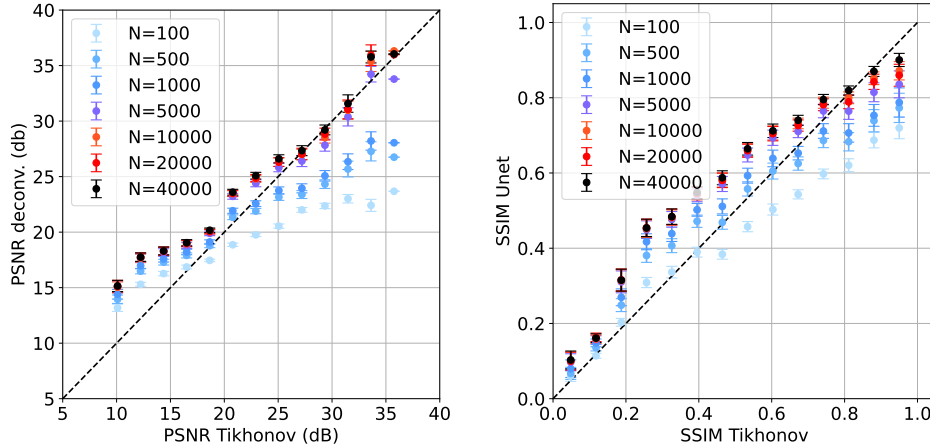 40
35
30
25
20
15
10
5
PSNR deconv. (db)
N=100
N=500
N=1000
N=5000
N=10000
N=20000
N=40000
5 10 15 20 25 30 35 40
PSNR Tikhonov (dB)
1.0
0.8
0.6
0.4
0.2
0.0
SSIM Unet
N=100
N=500
N=1000
N=5000
N=10000
N=20000
N=40000
0.0 0.2 0.4 0.6 0.8 1.0
SSIM Tikhonov